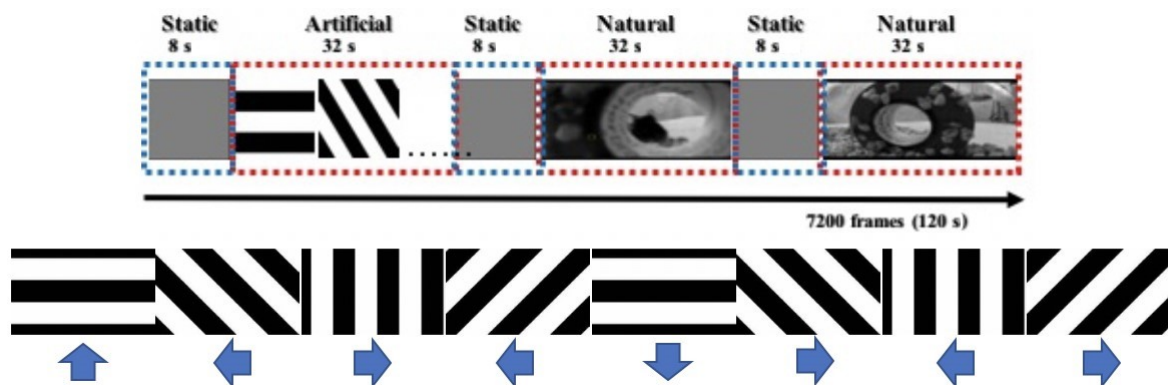 Static Artificial Static Natural Static Natural
8 s 32 s 8 s 32 s 8 s 32 s
7200 frames (120 s)